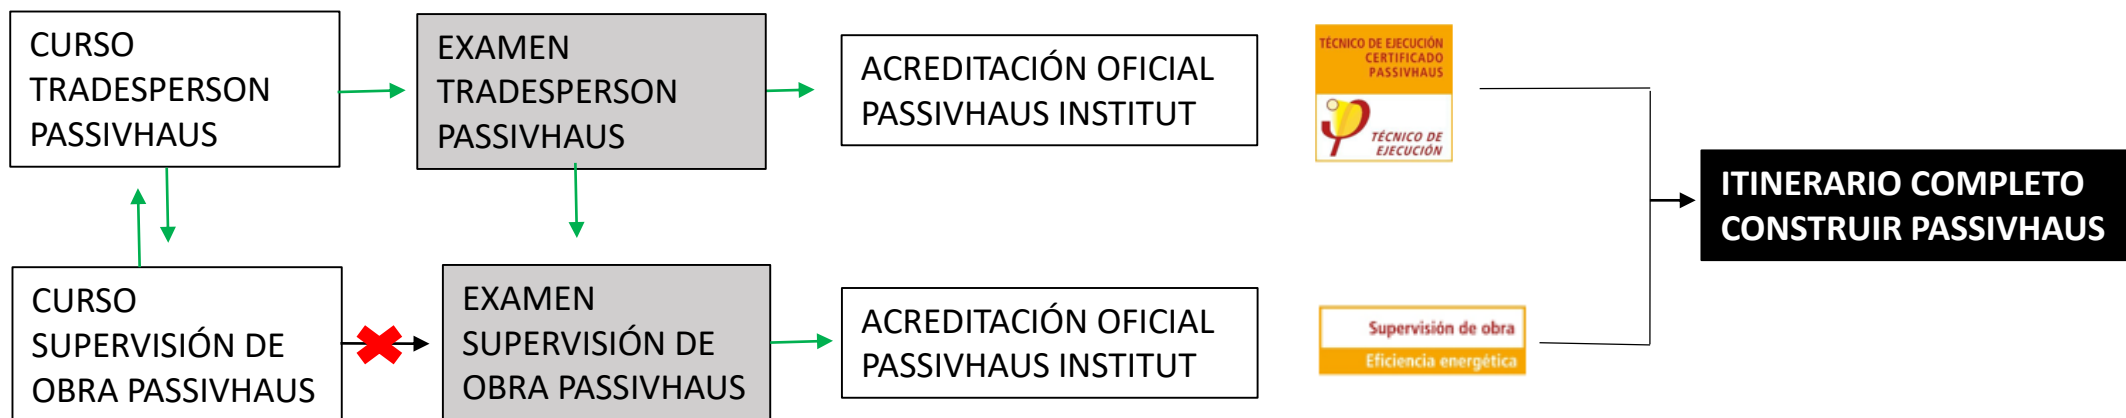 CURSO
TRADESPERSON
PASSIVHAUS
EXAMEN
TRADESPERSON
PASSIVHAUS
ACREDITACIÓN OFICIAL
PASSIVHAUS INSTITUT
TÉCNICO DE EJECUCIÓN
CERTIFICADO
PASSIVHAUS
TÉCNICO DE
EJECUCIÓN
CURSO
SUPERVISIÓN DE
OBRA PASSIVHAUS
EXAMEN
SUPERVISIÓN DE
OBRA PASSIVHAUS
ACREDITACIÓN OFICIAL
PASSIVHAUS INSTITUT
Supervisión de obra
Eficiencia energética
ITINERARIO COMPLETO
CONSTRUIR PASSIVHAUS